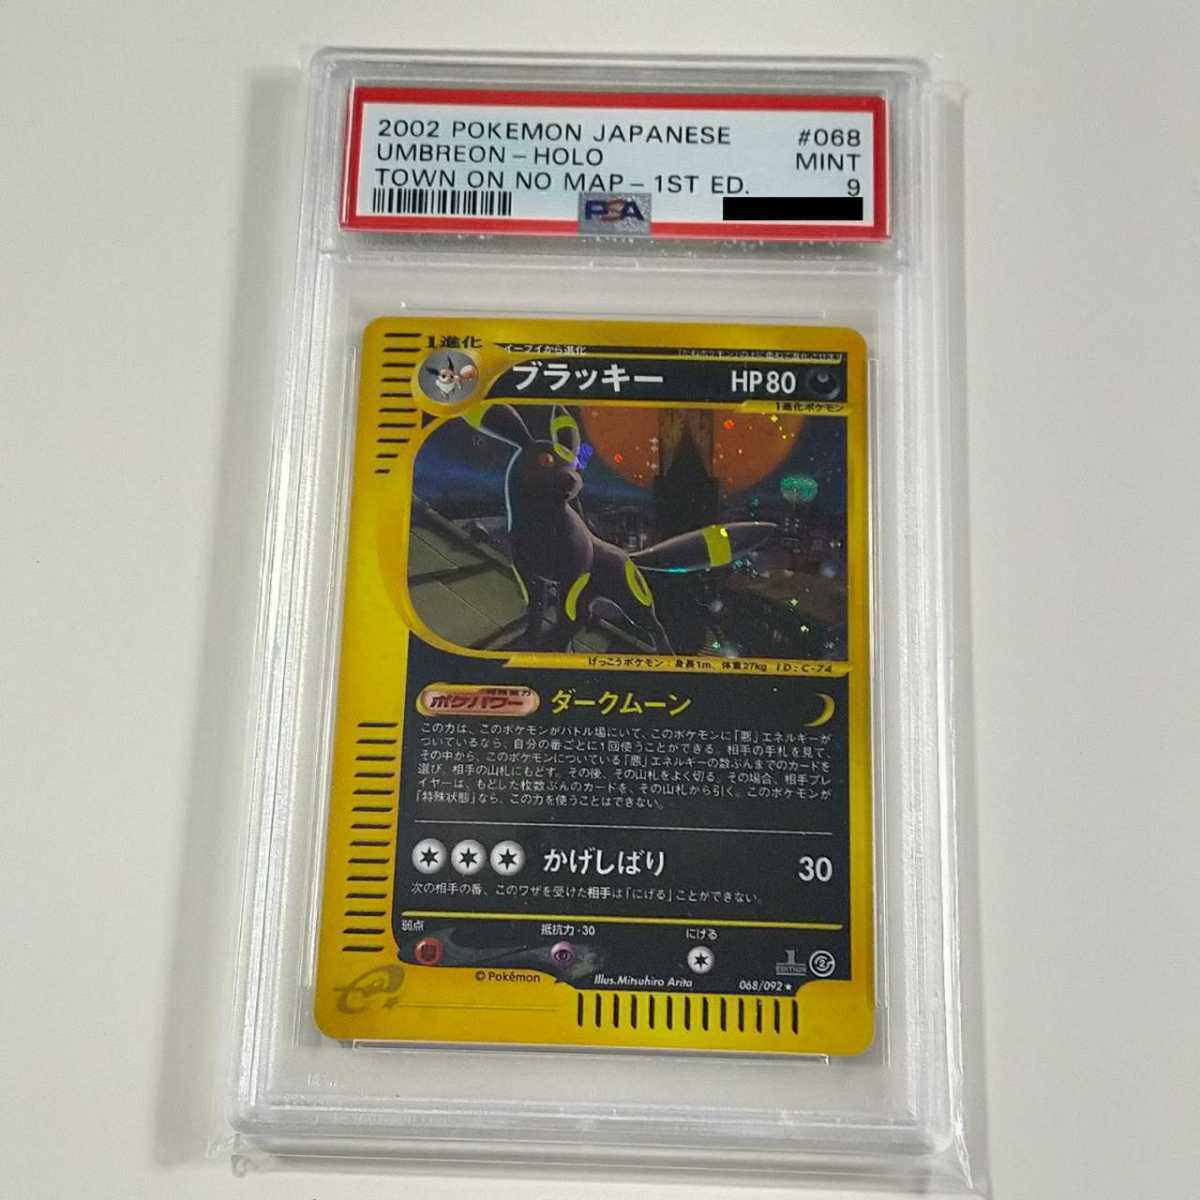 2002 POKEMON JAPANESE #068
UMBREON - HOLO MINT
TOWN ON NO MAP - 1ST ED. 9
PSA
1進化 イーブイから進化
ブラッキー HP80
1進化ポケモン
げっこうポケモン：身長1m、体重27kg ID：C-74
特殊能力
ポケパワー ダークムーン
この力は、このポケモンがバトル場にいて、このポケモンに「悪」エネルギーが
ついているなら、自分の番ごとに1回使うことができる。相手の手札を見て、
その中から、このポケモンについている「悪」エネルギーの数ぶんまでのカードを
選び、相手の山札にもどす。その後、その山札をよく切る。その場合、相手プレ
イヤーは、もどした枚数ぶんのカードを、その山札から引く。このポケモンが
「特殊状態」なら、この力を使うことはできない。
かげしばり 30
次の相手の番、このワザを受けた相手は「にげる」ことができない。
弱点 抵抗力 -30 にげる
1 EDITION
© Pokémon Illus.Mitsuhiro Arita 068/092 ★